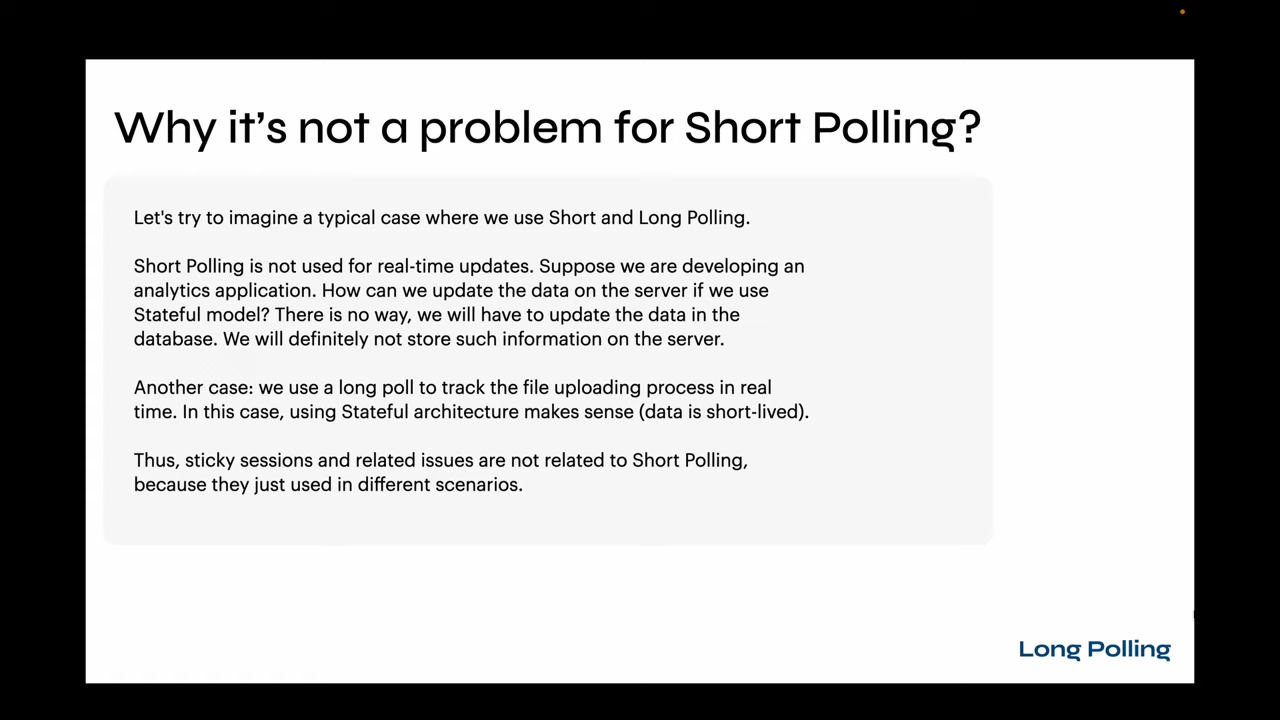 Why it's not a problem for Short Polling?
Let's try to imagine a typical case where we use Short and Long Polling.
Short Polling is not used for real-time updates. Suppose we are developing an
analytics application. How can we update the data on the server if we use
Stateful model? There is no way, we will have to update the data in the
database. We will definitely not store such information on the server.
Another case: we use a long poll to track the file uploading process in real
time. In this case, using Stateful architecture makes sense (data is short-lived).
Thus, sticky sessions and related issues are not related to Short Polling,
because they just used in different scenarios.
Long Polling